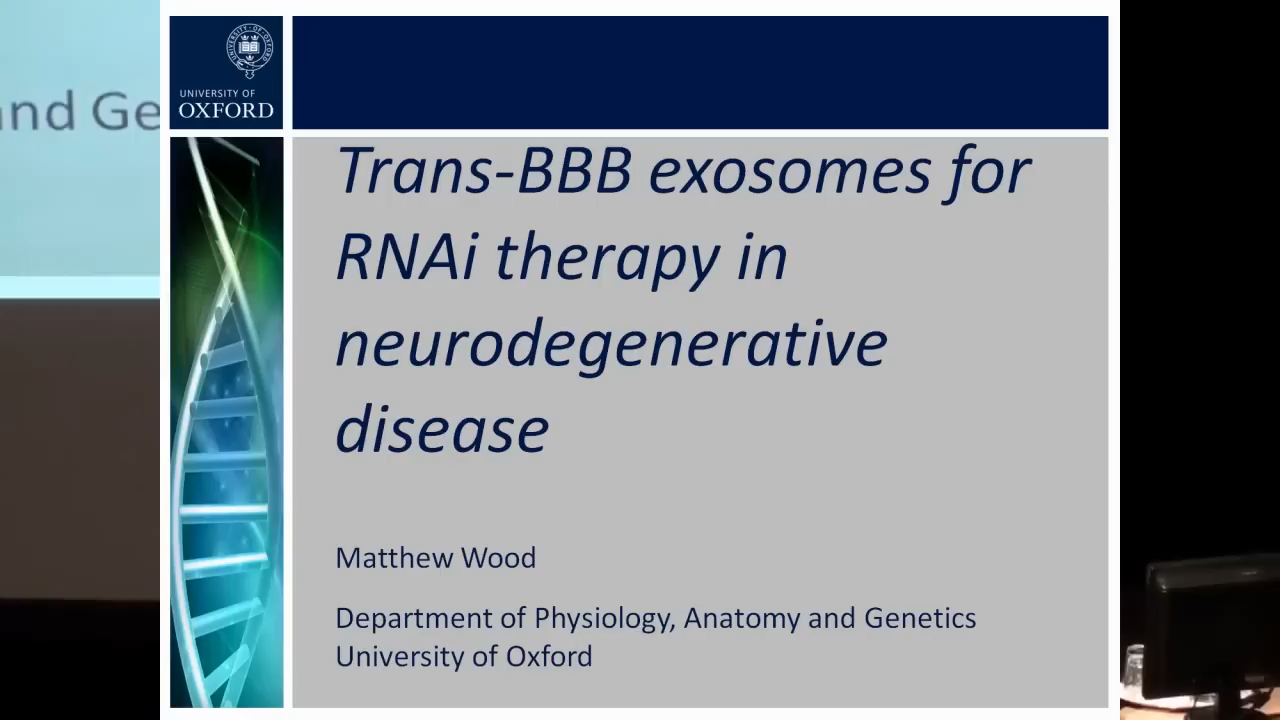 and Ge
UNIVERSITY OF
OXFORD
Trans-BBB exosomes for
RNAi therapy in
neurodegenerative
disease
Matthew Wood
Department of Physiology, Anatomy and Genetics
University of Oxford